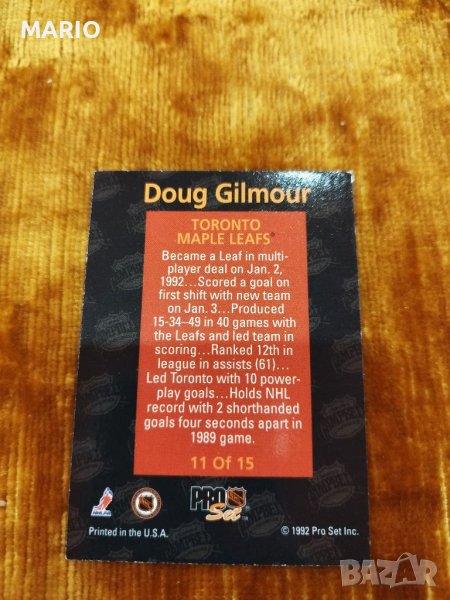 MARIO
Doug Gilmour
TORONTO
MAPLE LEAFS®
Became a Leaf in multi-
player deal on Jan. 2,
1992...Scored a goal on
first shift with new team
on Jan. 3...Produced
15-34–49 in 40 games with
the Leafs and led team in
scoring...Ranked 12th in
league in assists (61)...
Led Toronto with 10 power-
play goals...Holds NHL
record with 2 shorthanded
goals four seconds apart in
1989 game.
11 Of 15
PRO
Set
Printed in the U.S.A.
© 1992 Pro Set Inc.
BAZAR